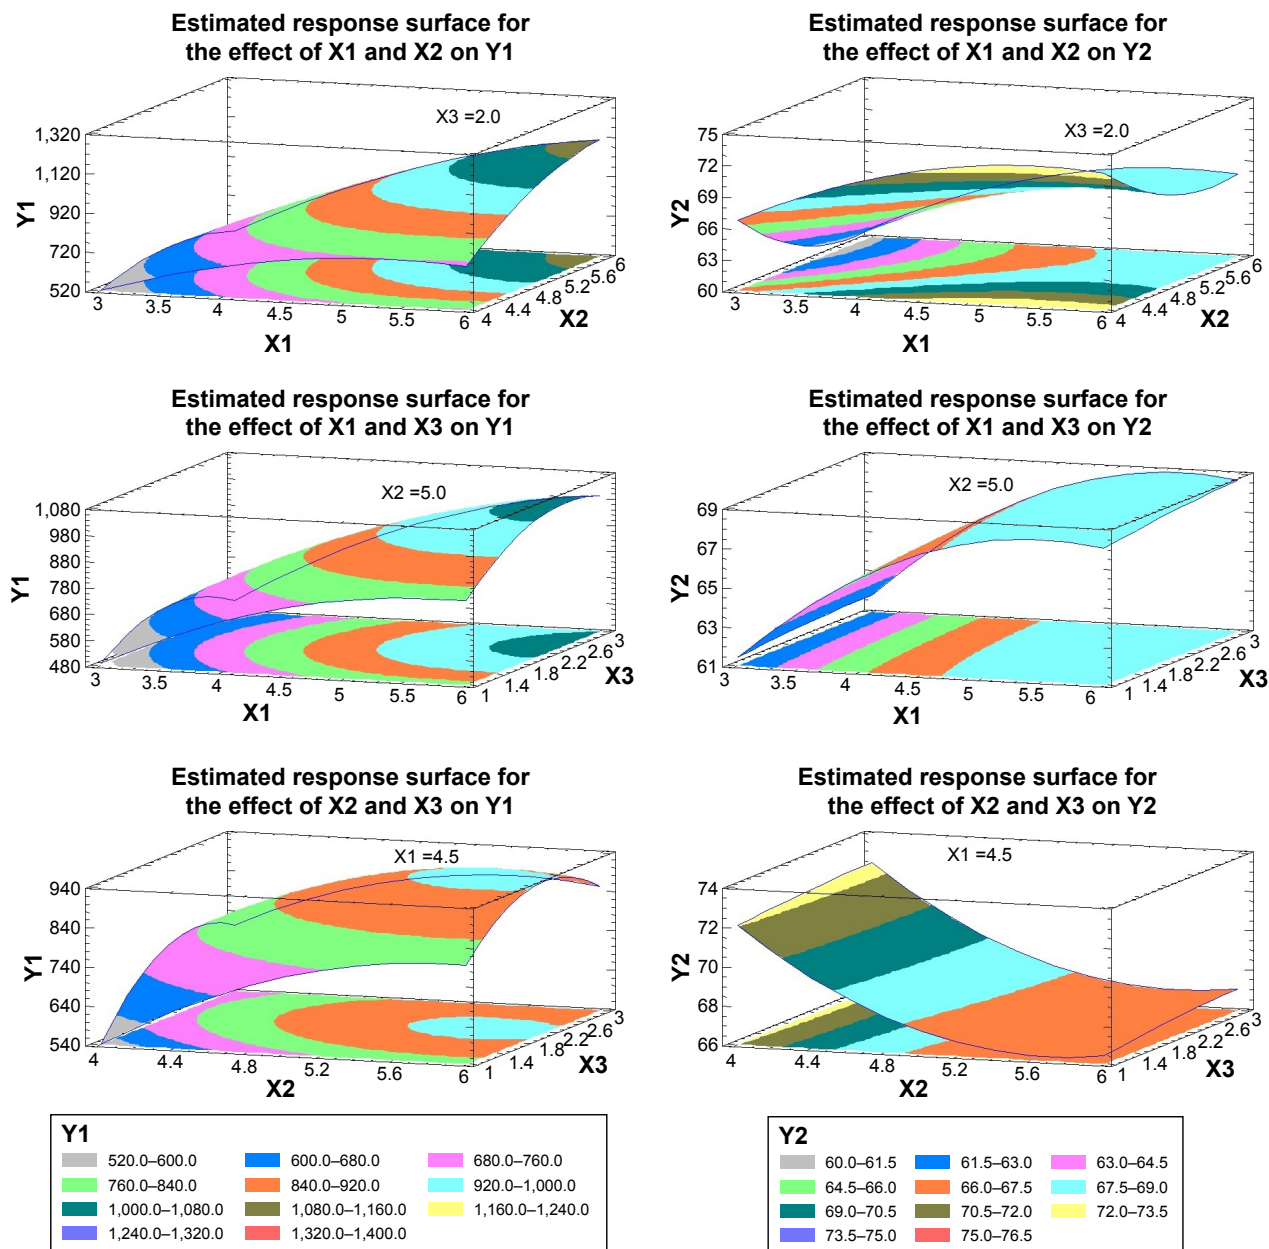 Estimated response surface for
the effect of X1 and X2 on Y1
X3 =2.0
1,320
1,120
920
720
520
Y1
3
3.5
4
4.5
5
5.5
6
X1
4
4.4
4.8
5.2
5.6
6
X2
Estimated response surface for
the effect of X1 and X2 on Y2
X3 =2.0
75
72
69
66
63
60
Y2
3
3.5
4
4.5
5
5.5
6
X1
4
4.4
4.8
5.2
5.6
6
X2
Estimated response surface for
the effect of X1 and X3 on Y1
X2 =5.0
1,080
980
880
780
680
580
480
Y1
3
3.5
4
4.5
5
5.5
6
X1
1
1.4
1.8
2.2
2.6
3
X3
Estimated response surface for
the effect of X1 and X3 on Y2
X2 =5.0
69
67
65
63
61
Y2
3
3.5
4
4.5
5
5.5
6
X1
1
1.4
1.8
2.2
2.6
3
X3
Estimated response surface for
the effect of X2 and X3 on Y1
X1 =4.5
940
840
740
640
540
Y1
4
4.4
4.8
5.2
5.6
6
X2
1
1.4
1.8
2.2
2.6
3
X3
Estimated response surface for
the effect of X2 and X3 on Y2
X1 =4.5
74
72
70
68
66
Y2
4
4.4
4.8
5.2
5.6
6
X2
1
1.4
1.8
2.2
2.6
3
X3
Y1
520.0–600.0 600.0–680.0 680.0–760.0
760.0–840.0 840.0–920.0 920.0–1,000.0
1,000.0–1,080.0 1,080.0–1,160.0 1,160.0–1,240.0
1,240.0–1,320.0 1,320.0–1,400.0
Y2
60.0–61.5 61.5–63.0 63.0–64.5
64.5–66.0 66.0–67.5 67.5–69.0
69.0–70.5 70.5–72.0 72.0–73.5
73.5–75.0 75.0–76.5